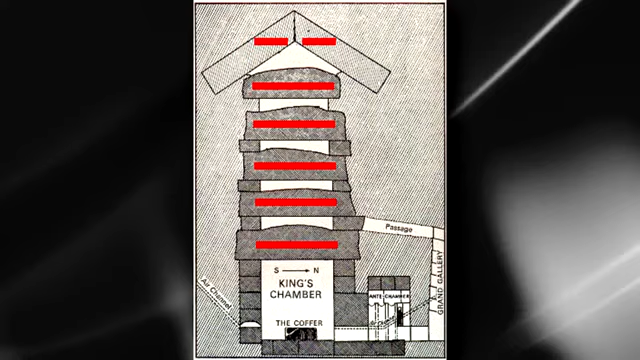 Passage
GRAND GALLERY
S N
KING'S
CHAMBER
Air Channel
ANTE-CHAMBER
THE COFFER